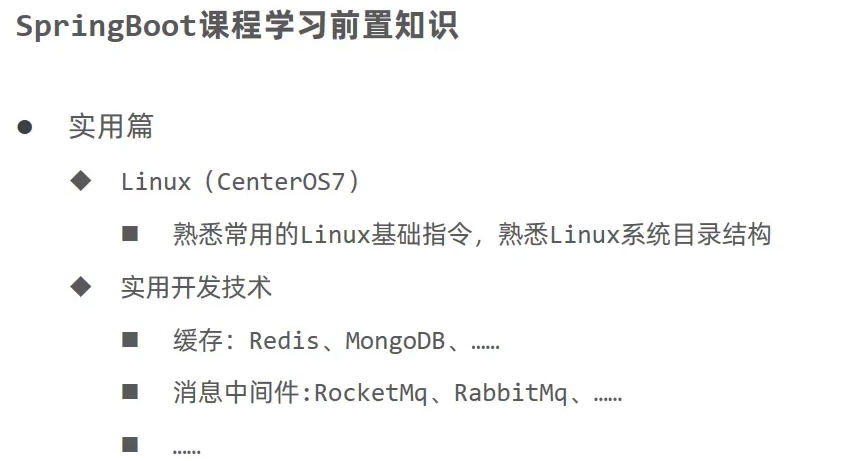 SpringBoot课程学习前置知识
实用篇
Linux（CenterOS7）
熟悉常用的Linux基础指令，熟悉Linux系统目录结构
实用开发技术
缓存：Redis、MongoDB、……
消息中间件:RocketMq、RabbitMq、……
……